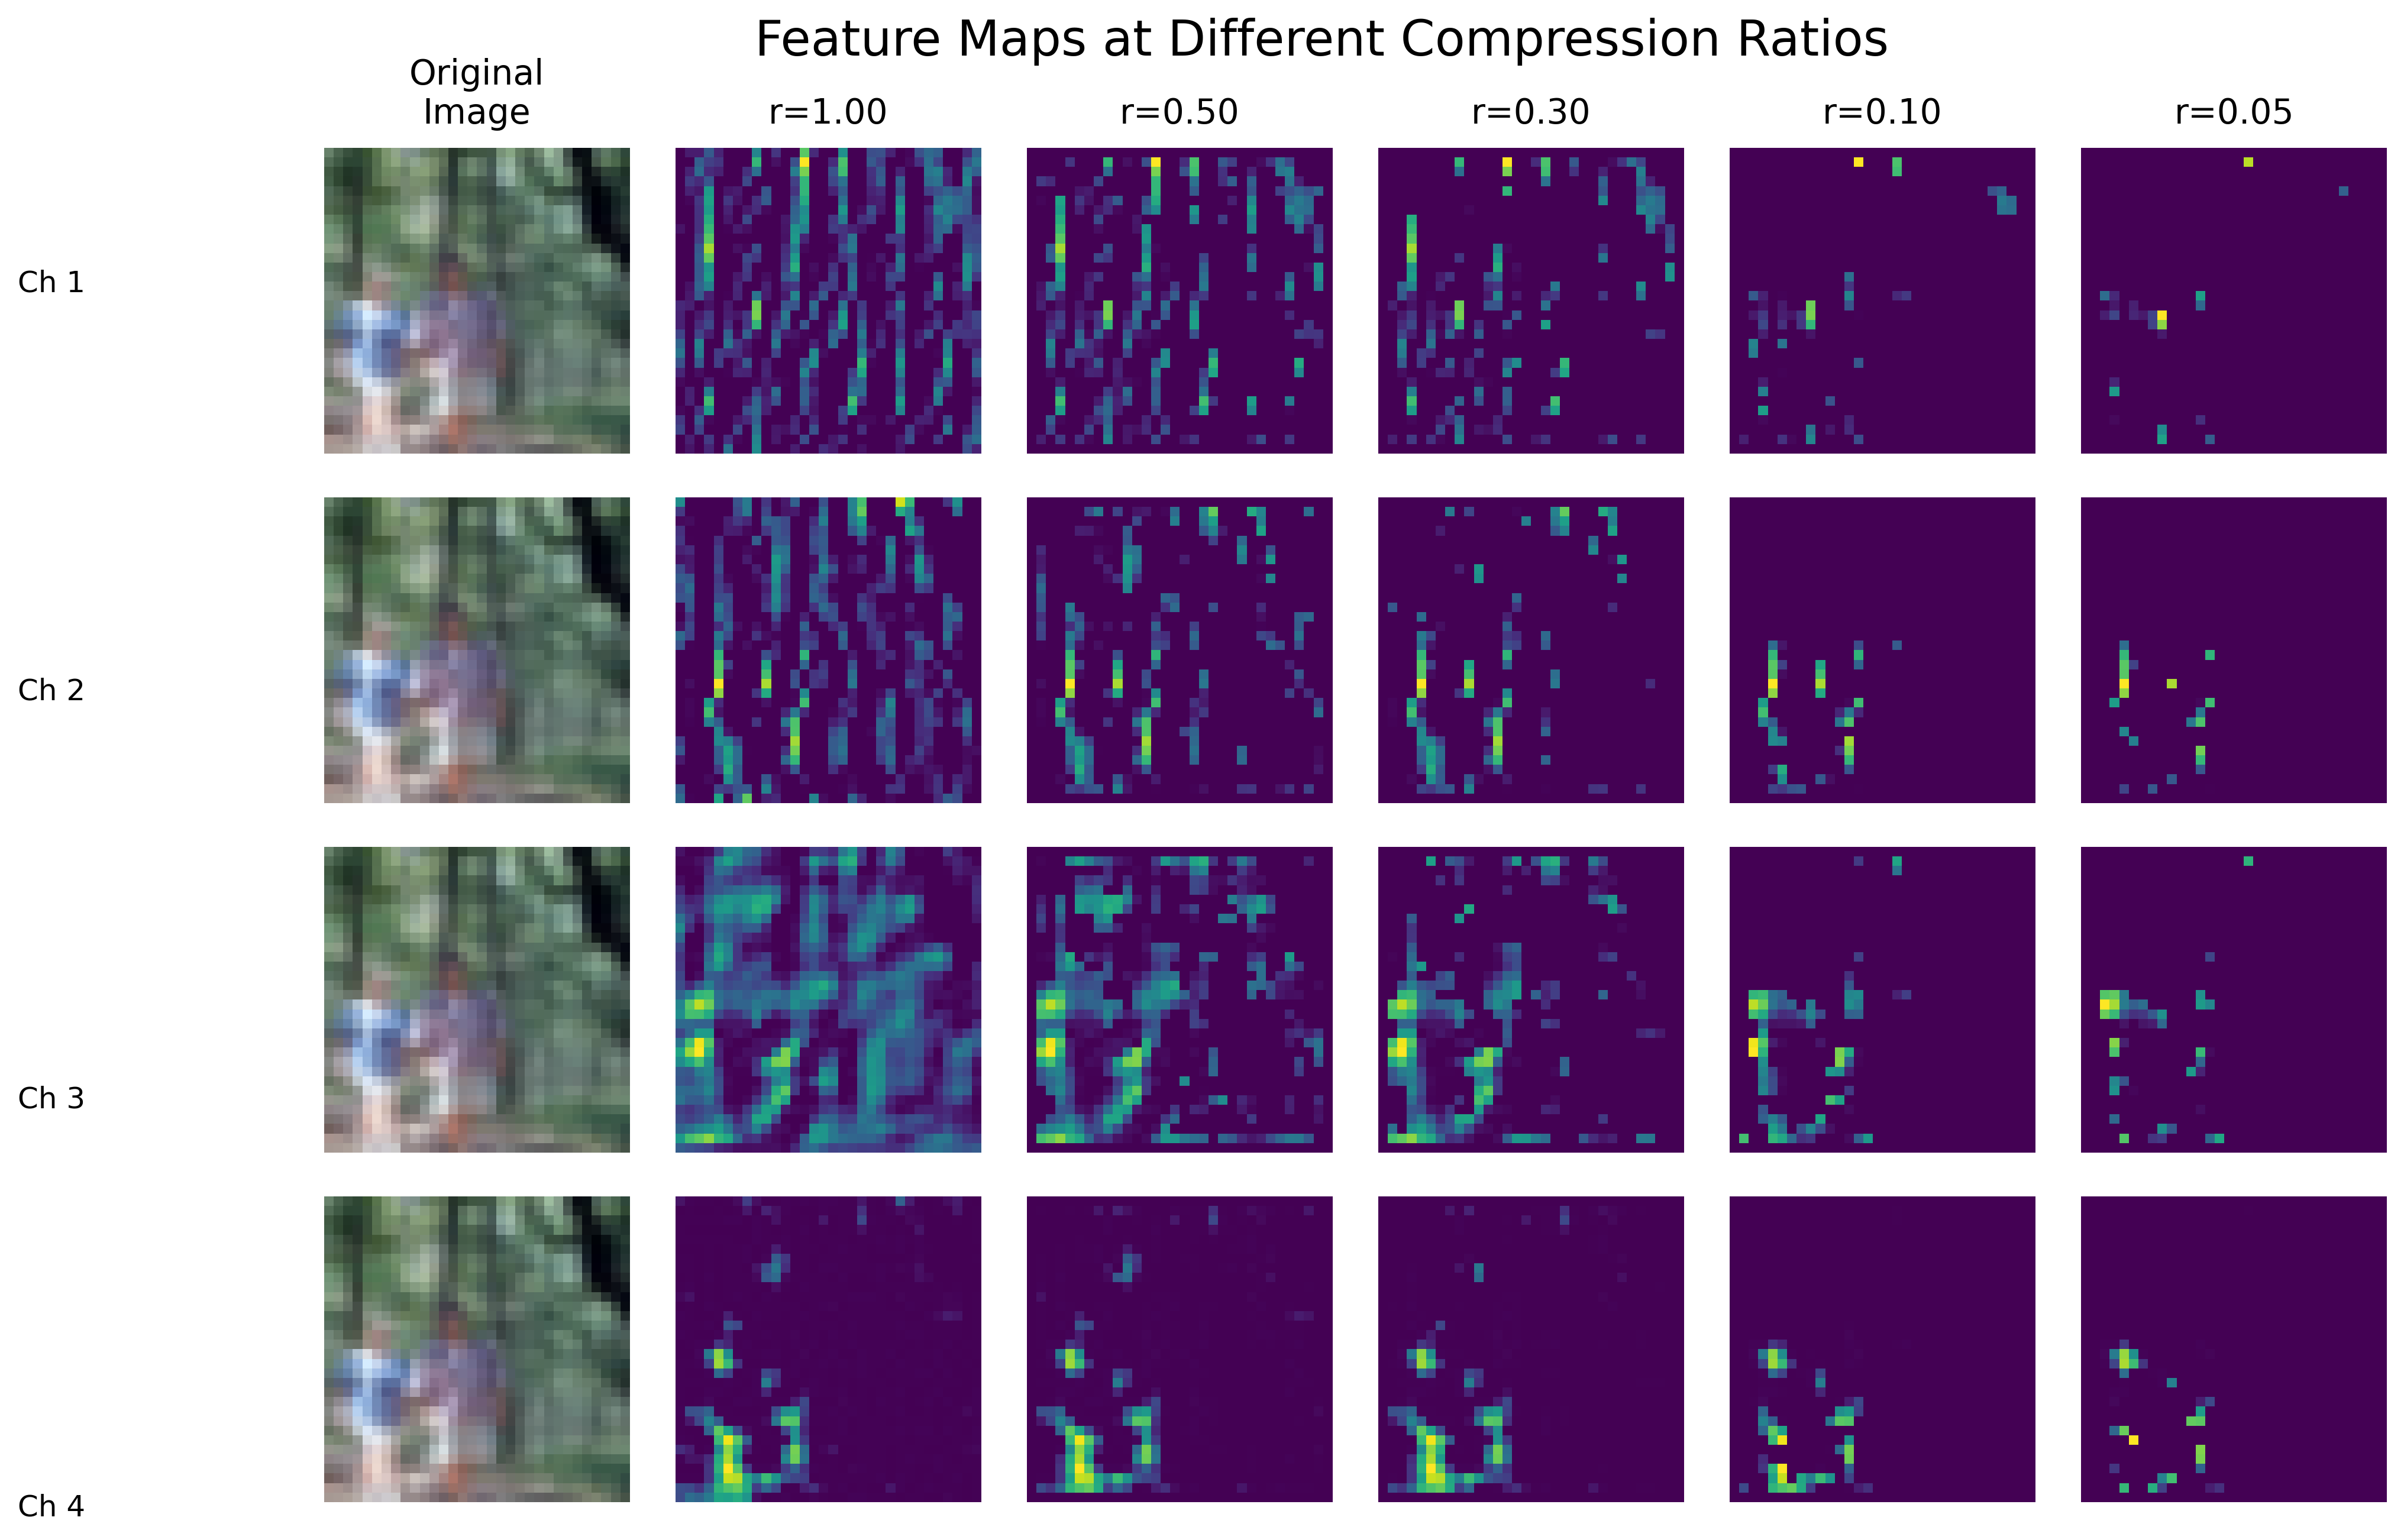 Feature Maps at Different Compression Ratios
Original
Image
r=1.00
r=0.50
r=0.30
r=0.10
r=0.05
Ch 1
Ch 2
Ch 3
Ch 4